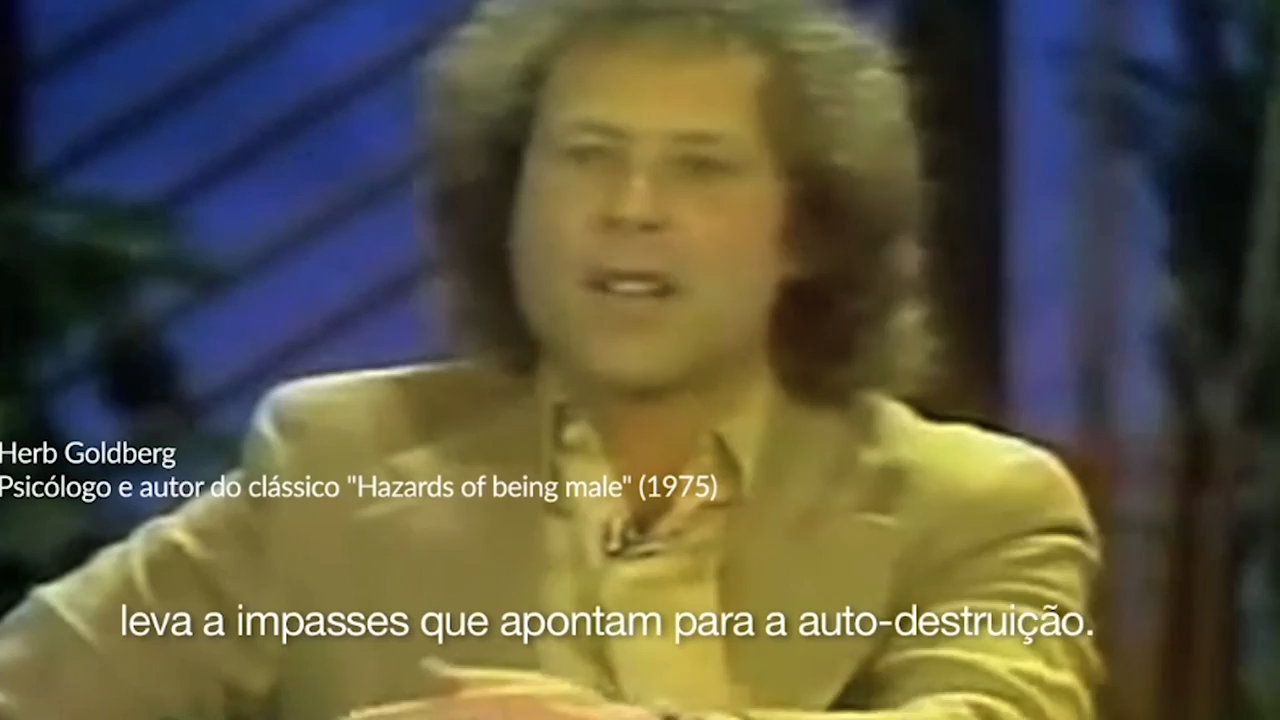 Herb Goldberg
Psicólogo e autor do clássico "Hazards of being male" (1975)
leva a impasses que apontam para a auto-destruição.